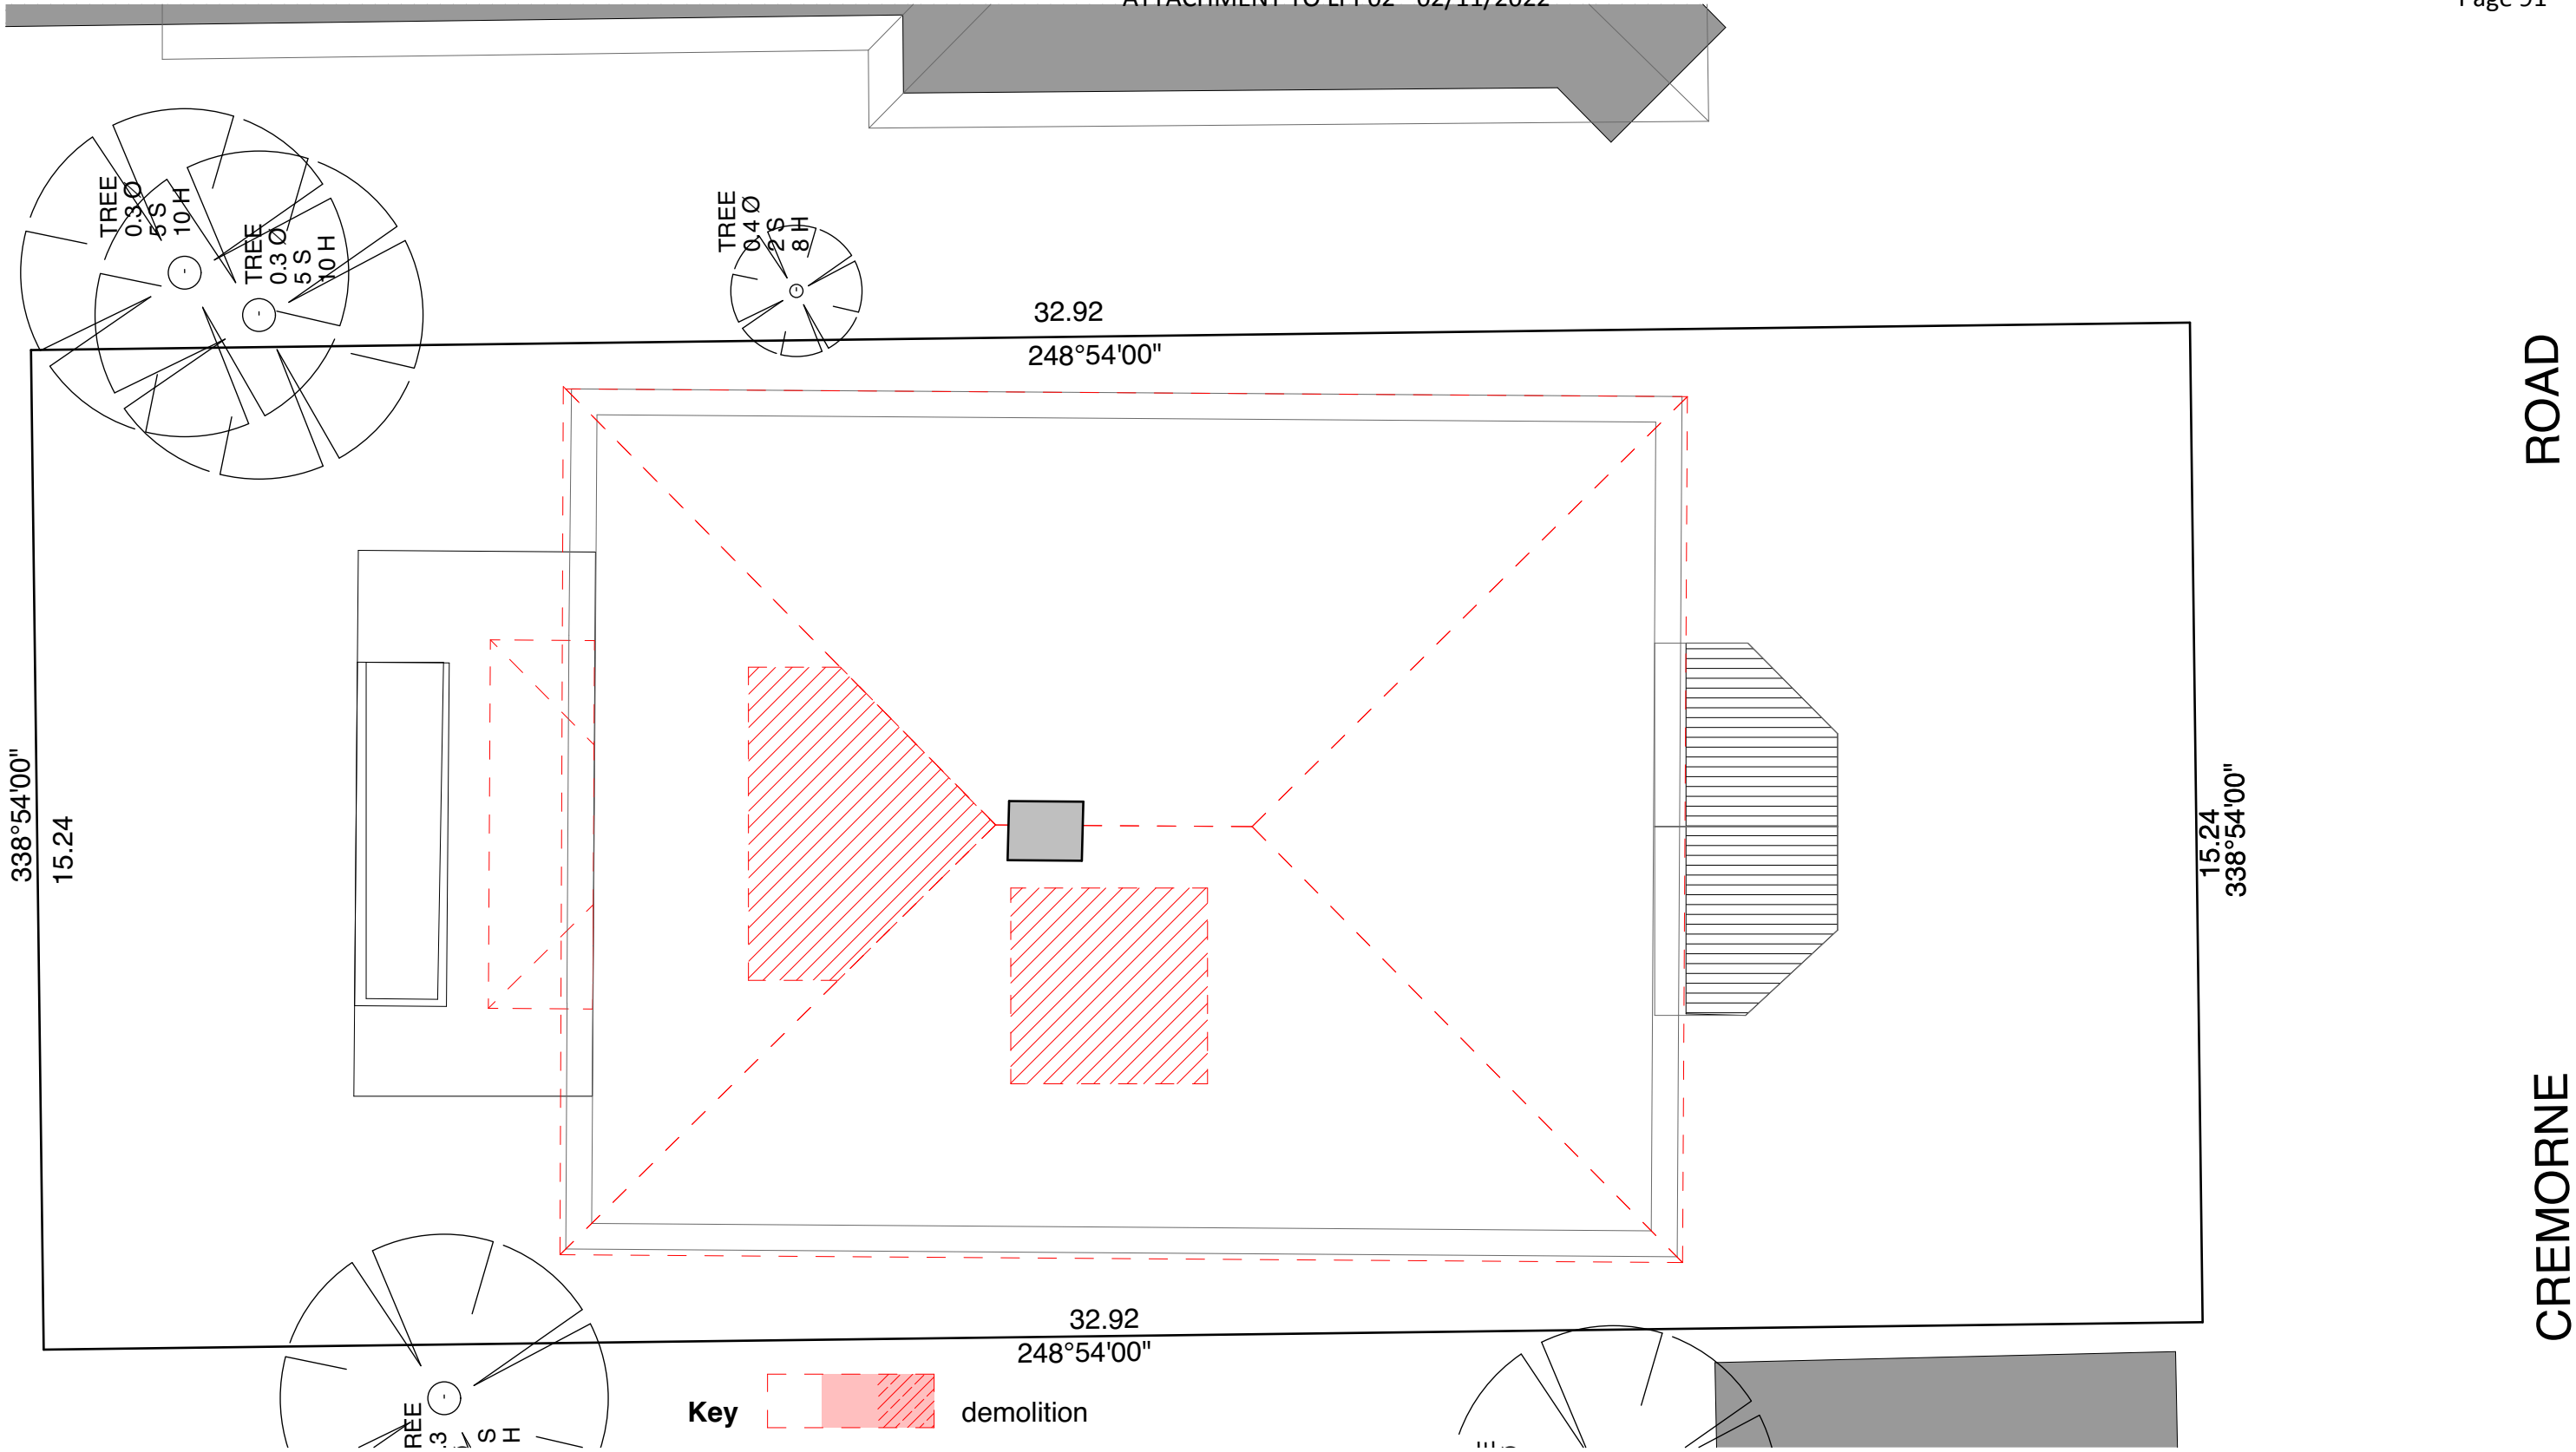 TREE
0.3 Ø
5 S
10 H
TREE
0.3 Ø
5 S
10 H
TREE
0.4 Ø
2 S
8 H
32.92
248°54'00"
ROAD
338°54'00"
15.24
15.24
338°54'00"
CREMORNE
32.92
248°54'00"
Key demolition